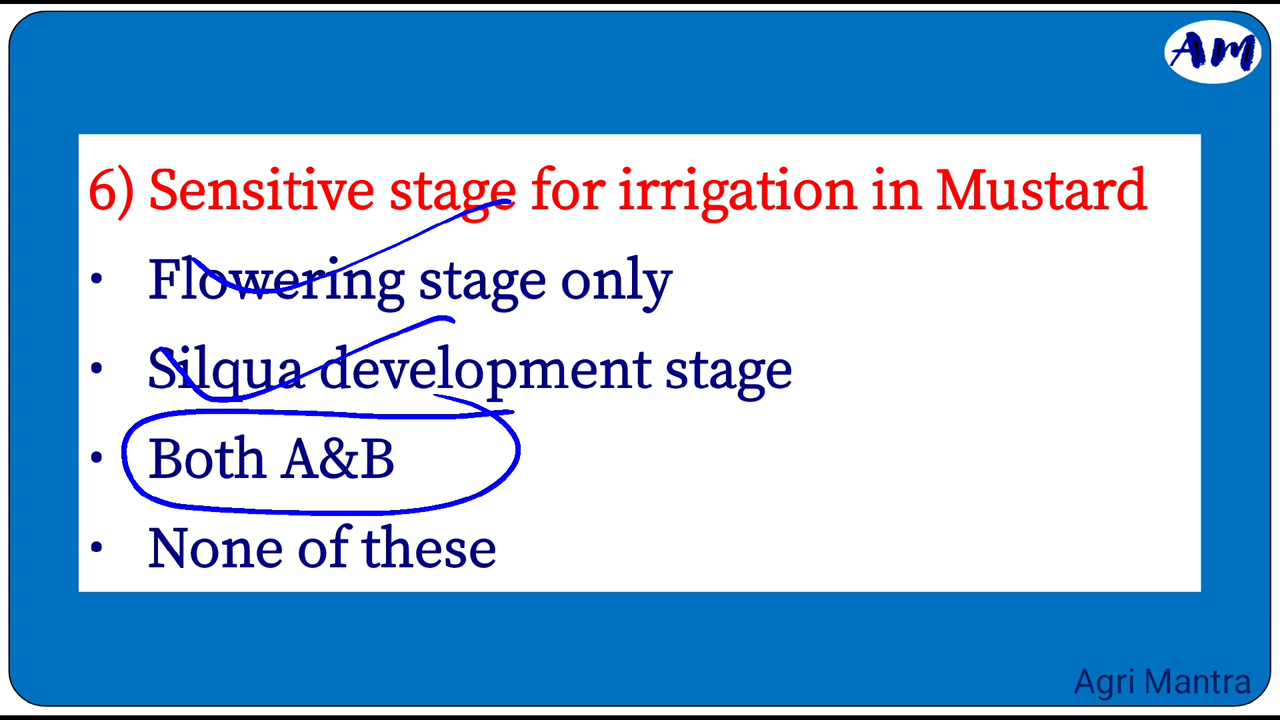 AM
6) Sensitive stage for irrigation in Mustard
• Flowering stage only
• Silqua development stage
• Both A&B
• None of these
Agri Mantra